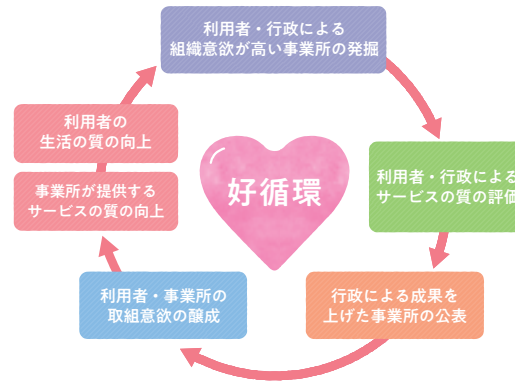 利用者・行政による
組織意欲が高い事業所の発掘
利用者・行政による
サービスの質の評価
行政による成果を
上げた事業所の公表
利用者・事業所の
取組意欲の醸成
事業所が提供する
サービスの質の向上
利用者の
生活の質の向上
好循環